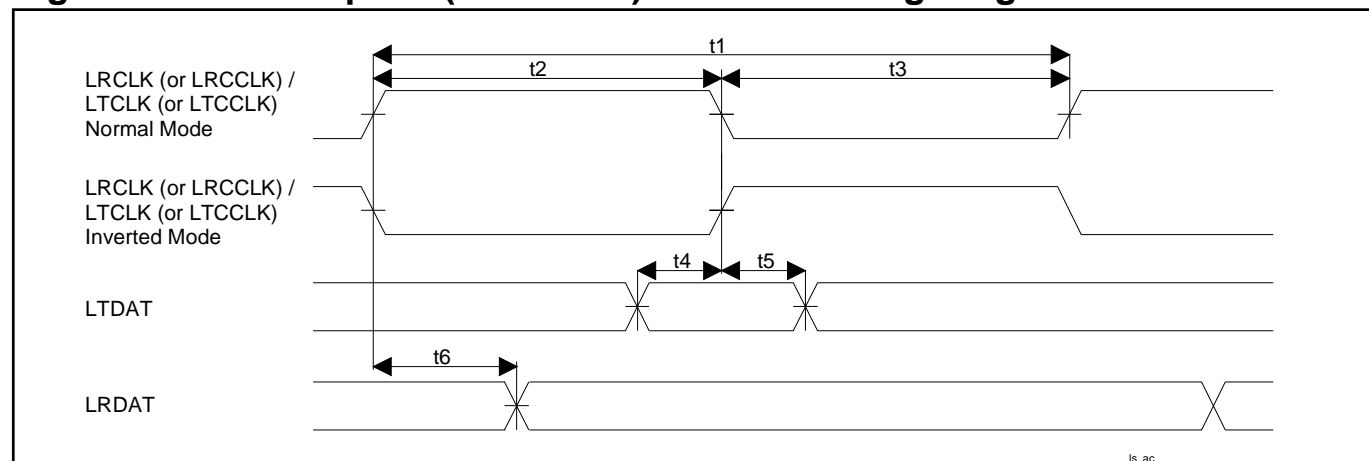 t1
t2
t3
LRCLK (or LRCCLK) /
LTCLK (or LTCCLK)
Normal Mode
LRCLK (or LRCCLK) /
LTCLK (or LTCCLK)
Inverted Mode
t4
t5
LTDAT
t6
LRDAT